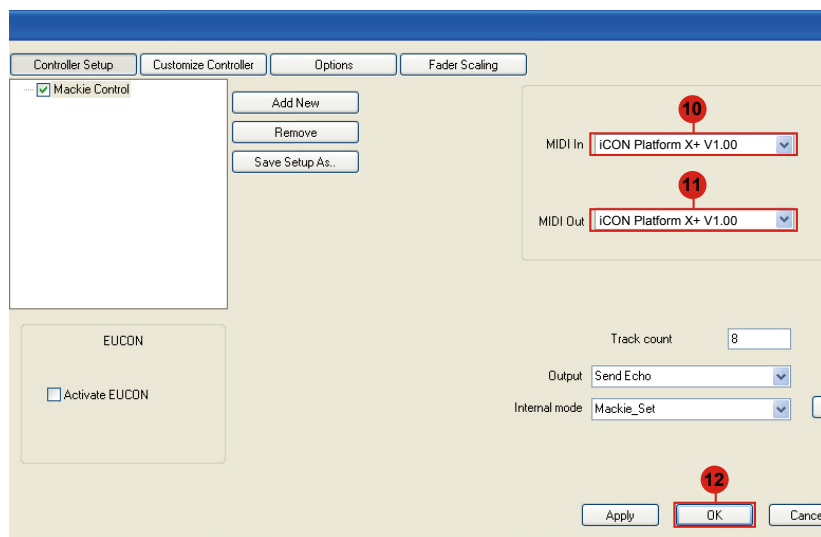 Controller Setup Customize Controller Options Fader Scaling
Mackie Control
Add New
Remove
Save Setup As..
10
MIDI In iCON Platform X+ V1.00
11
MIDI Out iCON Platform X+ V1.00
EUCON
Activate EUCON
Track count 8
Output Send Echo
Internal mode Mackie_Set
12
Apply OK Cance